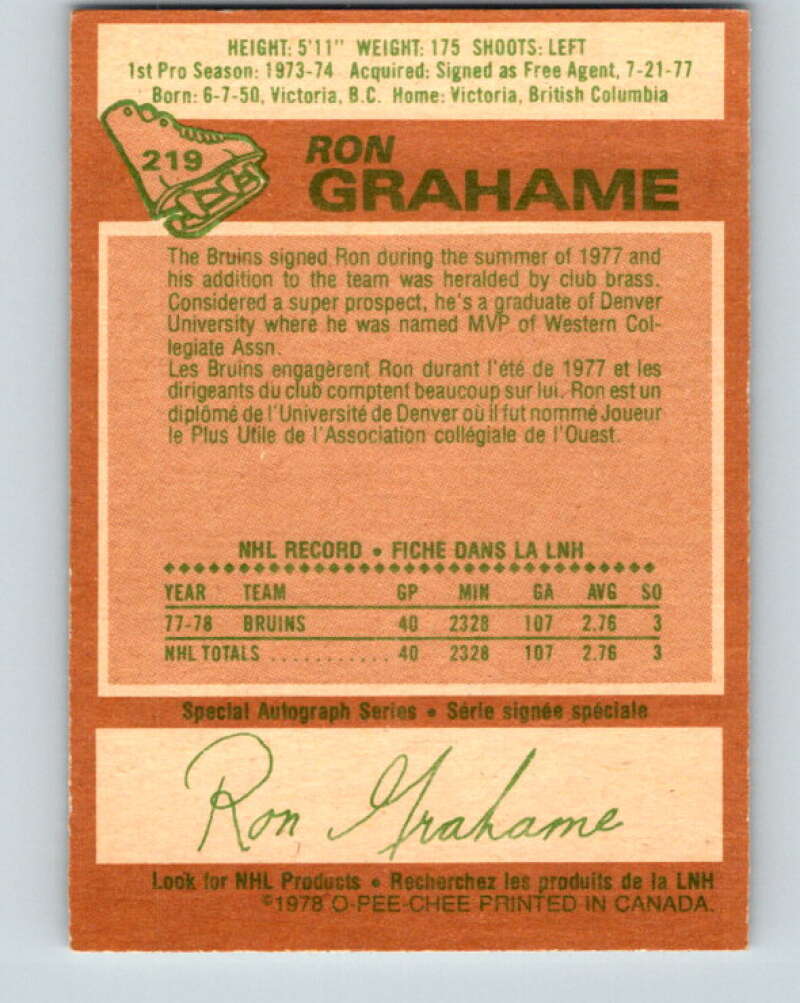 HEIGHT: 5'11" WEIGHT: 175 SHOOTS: LEFT
1st Pro Season: 1973-74 Acquired: Signed as Free Agent, 7-21-77
Born: 6-7-50, Victoria, B.C. Home: Victoria, British Columbia
219
RON
GRAHAME
The Bruins signed Ron during the summer of 1977 and
his addition to the team was heralded by club brass.
Considered a super prospect, he's a graduate of Denver
University where he was named MVP of Western Col-
legiate Assn.
Les Bruins engagèrent Ron durant l'été de 1977 et les
dirigeants du club comptent beaucoup sur lui. Ron est un
diplômé de l'Université de Denver où il fut nommé Joueur
le Plus Utile de l'Association collégiale de l'Ouest.
NHL RECORD • FICHE DANS LA LNH
YEAR TEAM GP MIN GA AVG SO
77-78 BRUINS 40 2328 107 2.76 3
NHL TOTALS ........... 40 2328 107 2.76 3
Special Autograph Series • Série signée spéciale
Ron Grahame
Look for NHL Products • Recherchez les produits de la LNH
©1978 O-PEE-CHEE PRINTED IN CANADA.